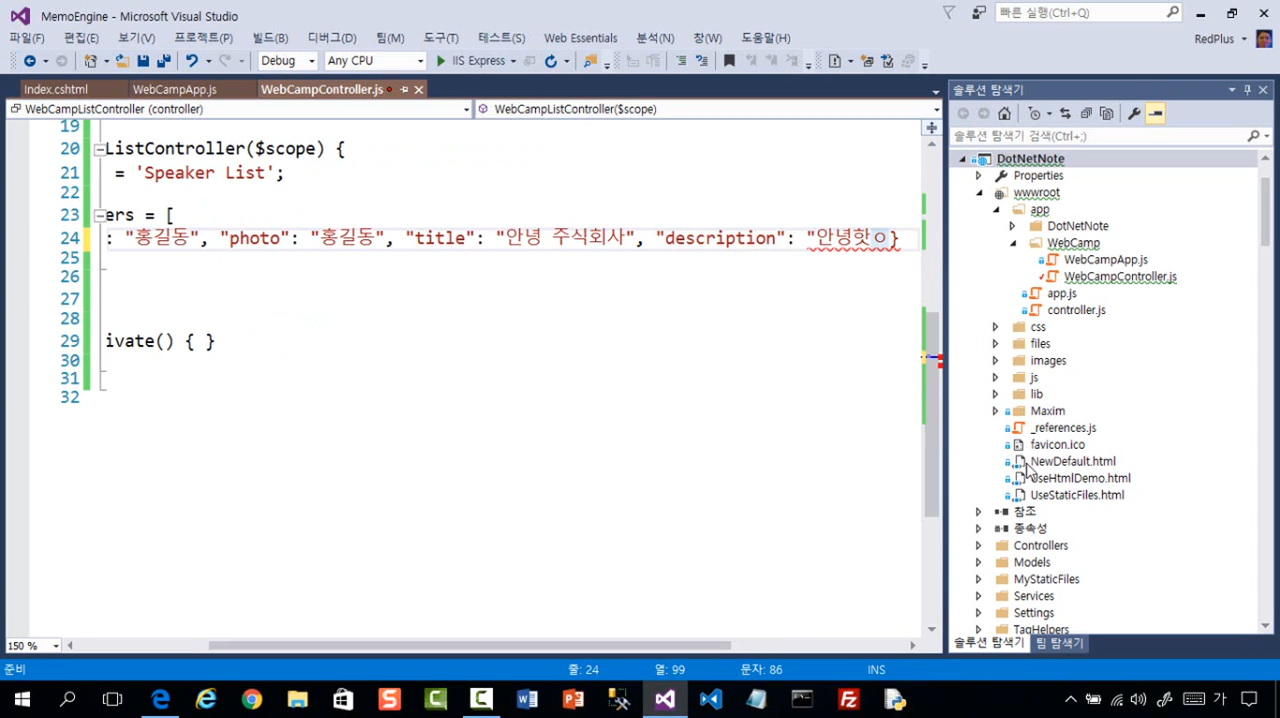 MemoEngine - Microsoft Visual Studio
빠른 실행(Ctrl+Q)
파일(F) 편집(E) 보기(V) 프로젝트(P) 빌드(B) 디버그(D) 팀(M) 도구(T) 테스트(S) Web Essentials 분석(N) 창(W) 도움말(H)
RedPlus
Debug Any CPU IIS Express
Index.cshtml WebCampApp.js WebCampController.js
WebCampListController (controller) WebCampListController($scope)
19
20 ListController($scope) {
21 = 'Speaker List';
22
23 ers = [
24 : "홍길동", "photo": "홍길동", "title": "안녕 주식회사", "description": "안녕핫ㅇ}
25
26
27
28
29 ivate() { }
30
31
32
150 %
솔루션 탐색기
솔루션 탐색기 검색(Ctrl+;)
DotNetNote
Properties
wwwroot
app
DotNetNote
WebCamp
WebCampApp.js
WebCampController.js
app.js
controller.js
css
files
images
js
lib
Maxim
_references.js
favicon.ico
NewDefault.html
UseHtmlDemo.html
UseStaticFiles.html
참조
종속성
Controllers
Models
MyStaticFiles
Services
Settings
TagHelpers
솔루션 탐색기 팀 탐색기
준비 줄: 24 열: 99 문자: 86 INS
가